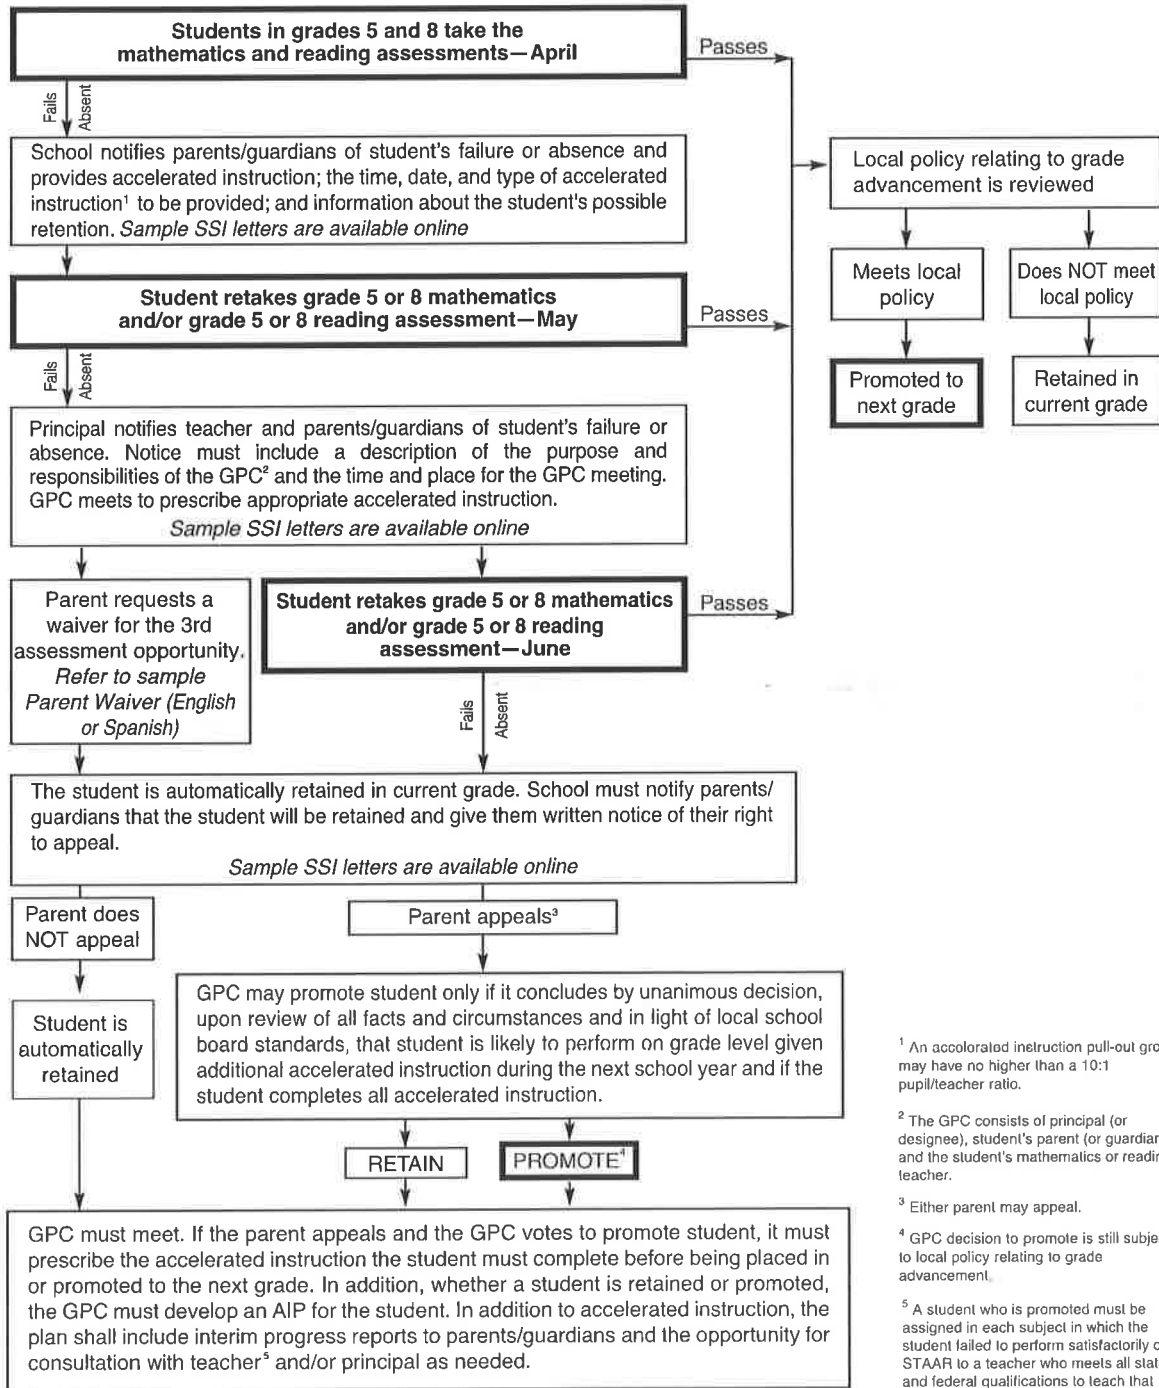 Students in grades 5 and 8 take the
mathematics and reading assessments—April
Passes
Fails
Absent
School notifies parents/guardians of student's failure or absence and
provides accelerated instruction; the time, date, and type of accelerated
instruction¹ to be provided; and information about the student's possible
retention. Sample SSI letters are available online
Local policy relating to grade
advancement is reviewed
Meets local
policy
Does NOT meet
local policy
Promoted to
next grade
Retained in
current grade
Student retakes grade 5 or 8 mathematics
and/or grade 5 or 8 reading assessment—May
Passes
Fails
Absent
Principal notifies teacher and parents/guardians of student's failure or
absence. Notice must include a description of the purpose and
responsibilities of the GPC² and the time and place for the GPC meeting.
GPC meets to prescribe appropriate accelerated instruction.
Sample SSI letters are available online
Parent requests a
waiver for the 3rd
assessment opportunity.
Refer to sample
Parent Waiver (English
or Spanish)
Student retakes grade 5 or 8 mathematics
and/or grade 5 or 8 reading
assessment—June
Passes
Fails
Absent
The student is automatically retained in current grade. School must notify parents/
guardians that the student will be retained and give them written notice of their right
to appeal.
Sample SSI letters are available online
Parent does
NOT appeal
Parent appeals³
Student is
automatically
retained
GPC may promote student only if it concludes by unanimous decision,
upon review of all facts and circumstances and in light of local school
board standards, that student is likely to perform on grade level given
additional accelerated instruction during the next school year and if the
student completes all accelerated instruction.
RETAIN
PROMOTE⁴
GPC must meet. If the parent appeals and the GPC votes to promote student, it must
prescribe the accelerated instruction the student must complete before being placed in
or promoted to the next grade. In addition, whether a student is retained or promoted,
the GPC must develop an AIP for the student. In addition to accelerated instruction, the
plan shall include interim progress reports to parents/guardians and the opportunity for
consultation with teacher⁵ and/or principal as needed.
¹ An accelerated instruction pull-out
may have no higher than a 10:1
pupil/teacher ratio.
² The GPC consists of principal (or
designee), student's parent (or guardian
and the student's mathematics or
teacher.
³ Either parent may appeal.
⁴ GPC decision to promote is still
to local policy relating to grade
advancement.
⁵ A student who is promoted must be
assigned in each subject in which the
student failed to perform satisfactorily
STAAR to a teacher who meets all
and federal qualifications to teach that